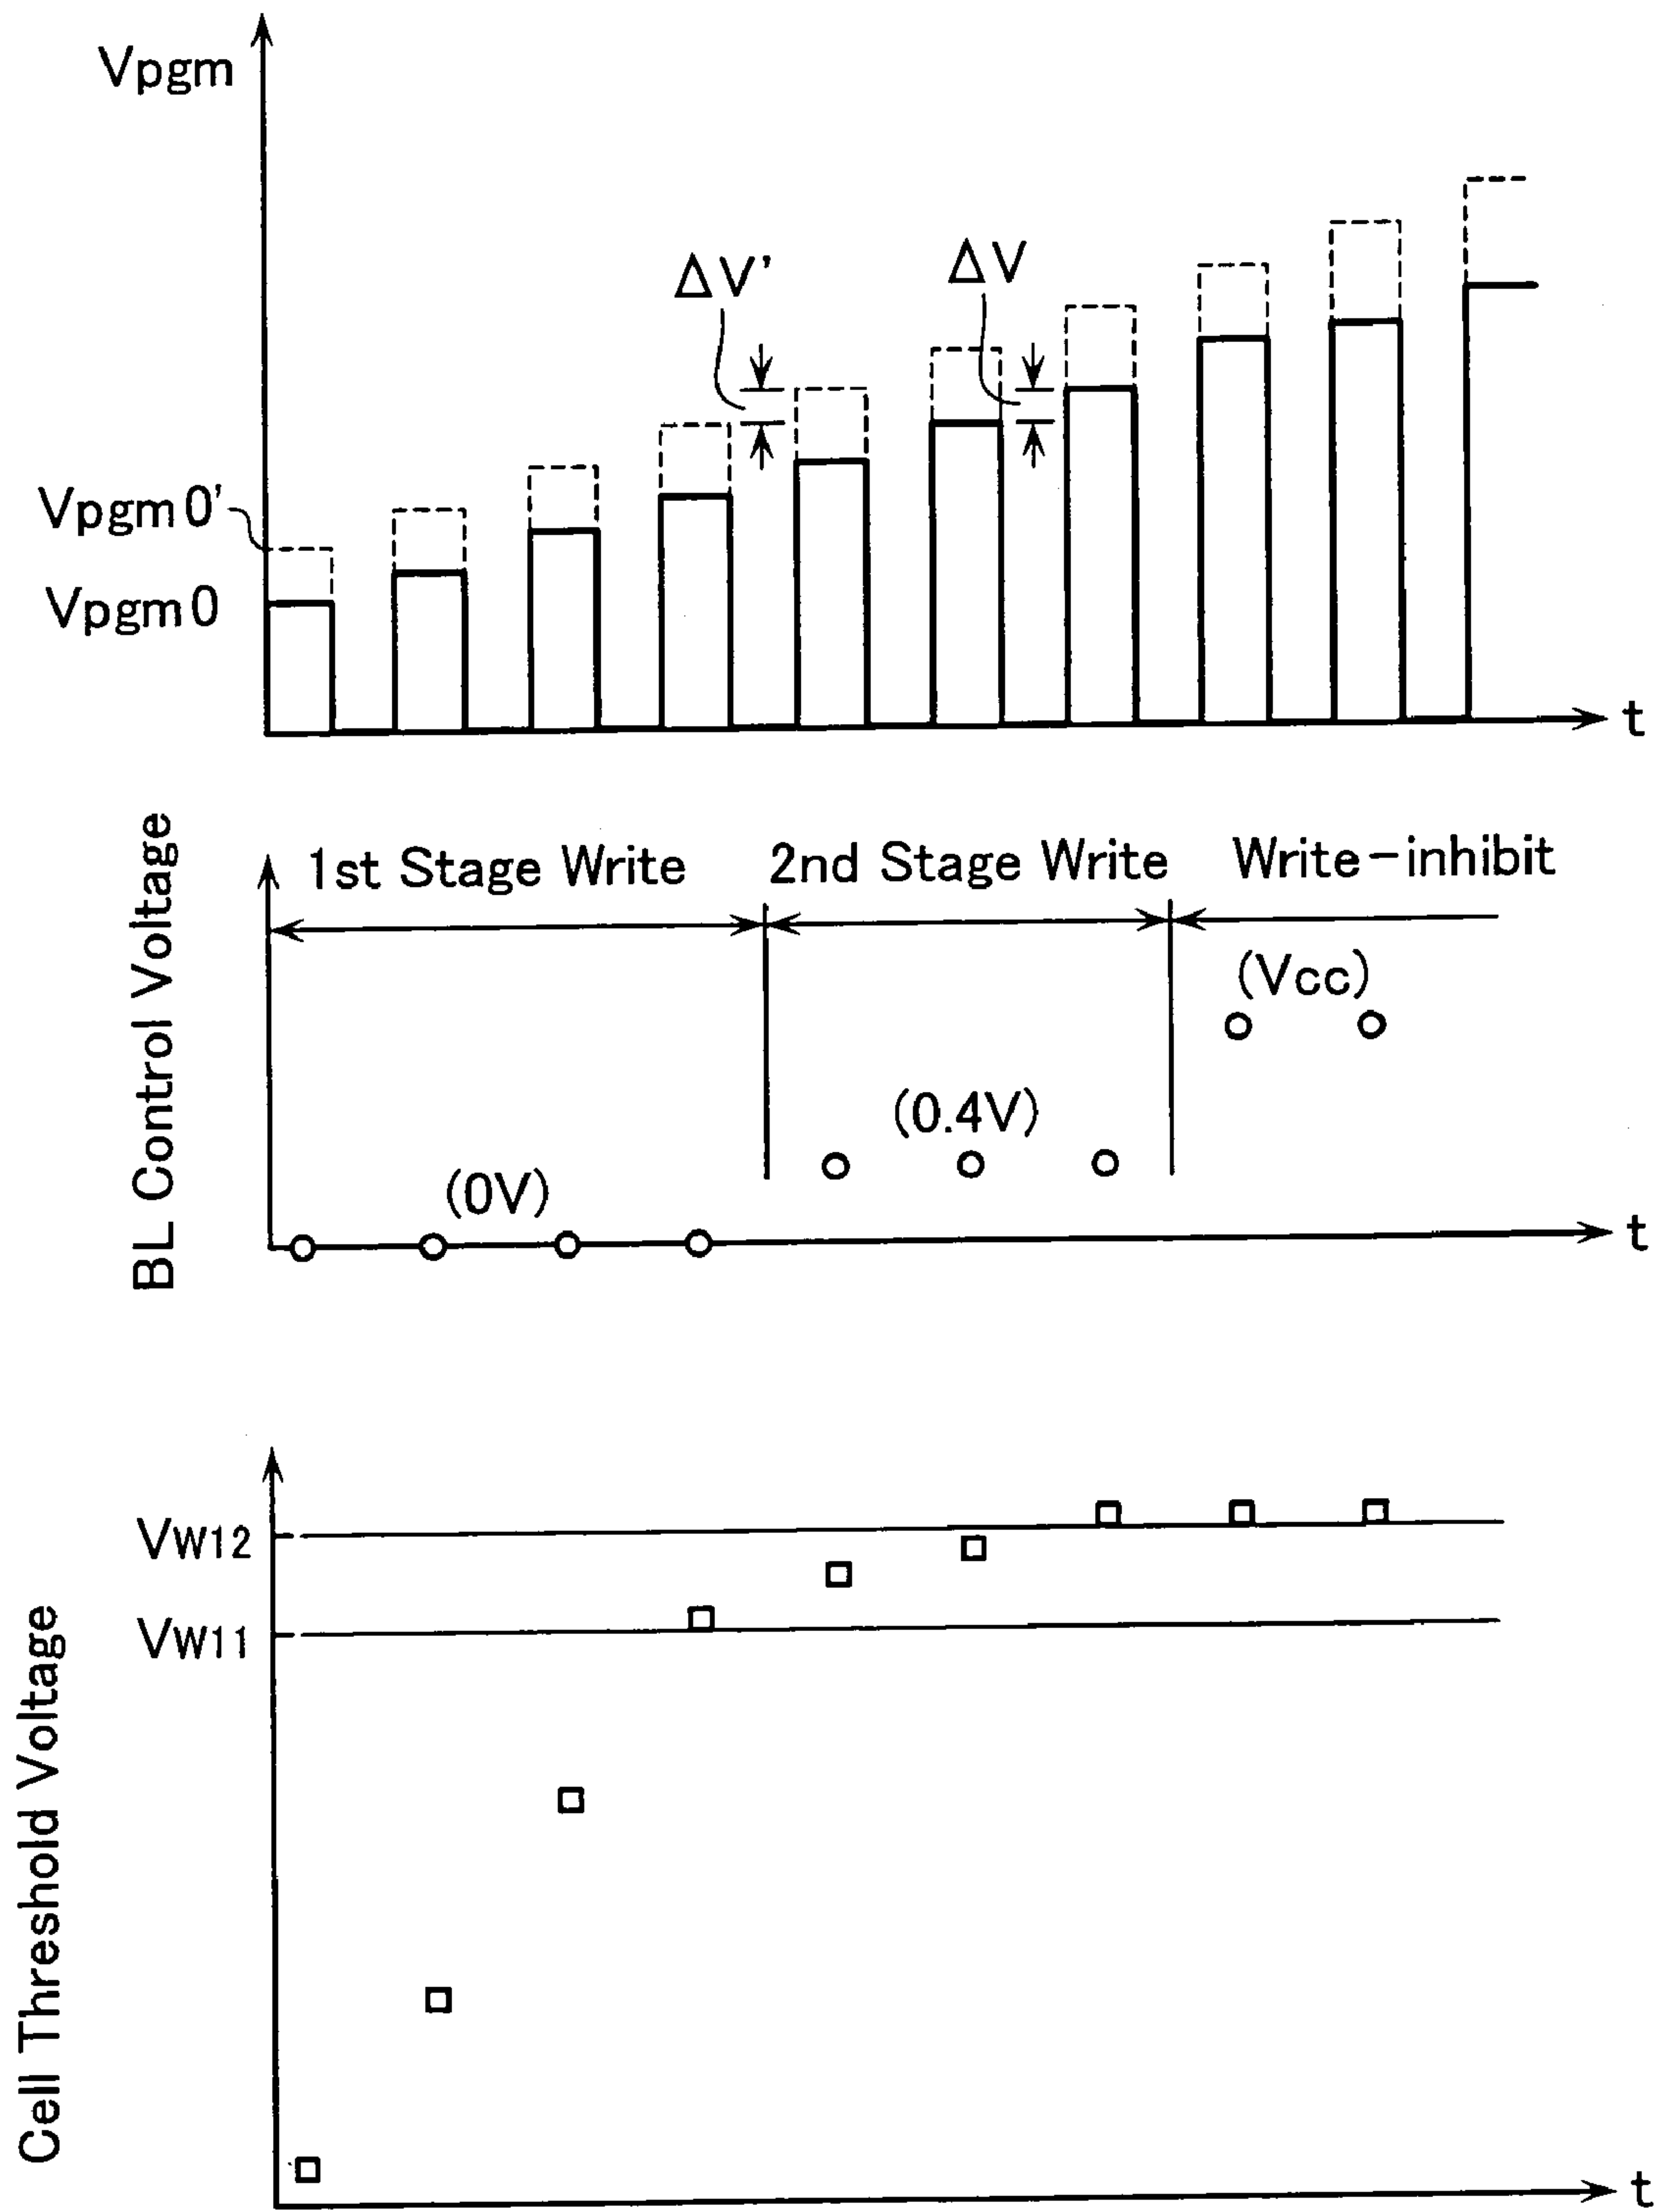 Vpgm
ΔV'
ΔV
Vpgm0'
Vpgm0
t
BL Control Voltage
1st Stage Write
2nd Stage Write
Write-inhibit
(Vcc)
(0.4V)
(0V)
t
Cell Threshold Voltage
VW12
VW11
t